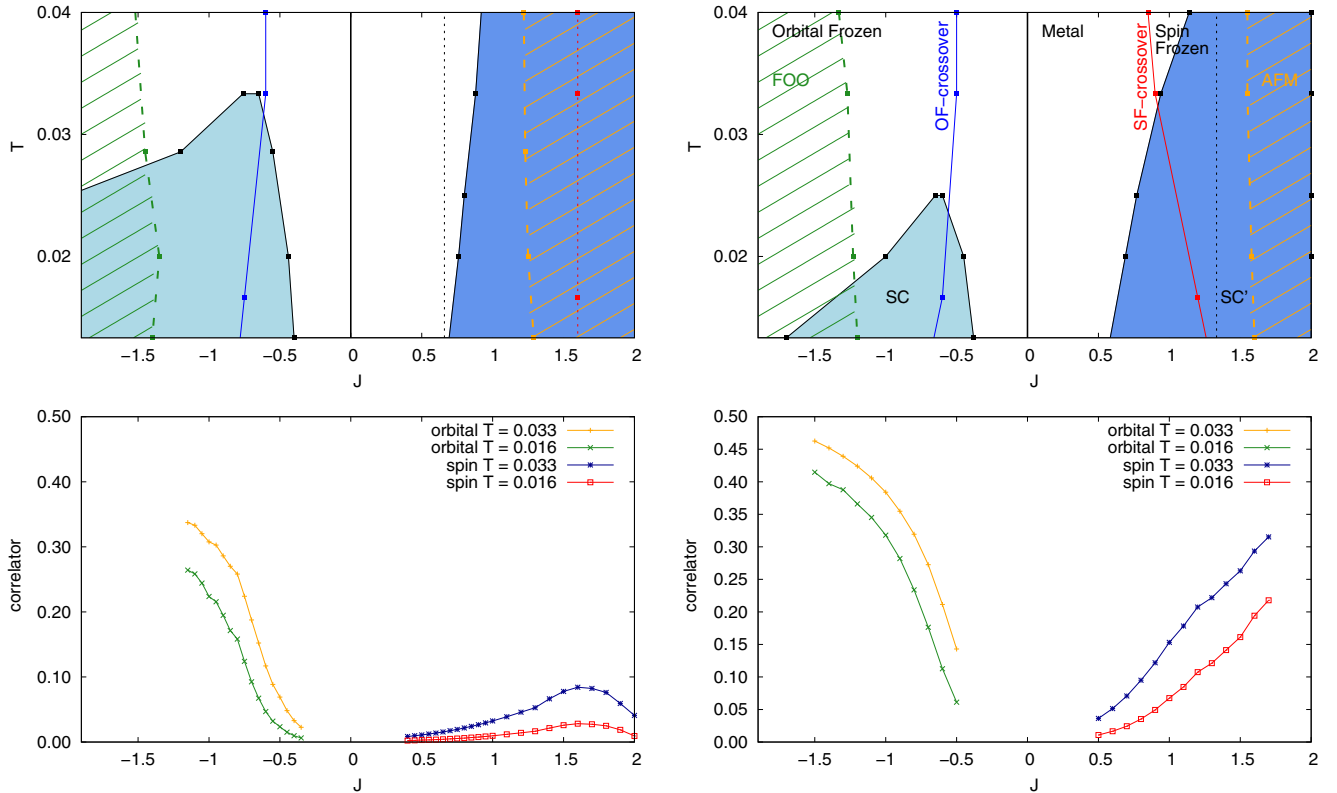 0.04
0.03
0.02
T
−1.5
−1
−0.5
0
0.5
1
1.5
2
J
0.04
0.03
0.02
T
Orbital Frozen
Metal
Spin
Frozen
FOO
OF−crossover
SF−crossover
AFM
SC
SC'
−1.5
−1
−0.5
0
0.5
1
1.5
2
J
0.50
0.40
0.30
0.20
0.10
0.00
correlator
orbital T = 0.033
orbital T = 0.016
spin T = 0.033
spin T = 0.016
−1.5
−1
−0.5
0
0.5
1
1.5
2
J
0.50
0.45
0.40
0.35
0.30
0.25
0.20
0.15
0.10
0.05
0.00
correlator
orbital T = 0.033
orbital T = 0.016
spin T = 0.033
spin T = 0.016
−1.5
−1
−0.5
0
0.5
1
1.5
2
J